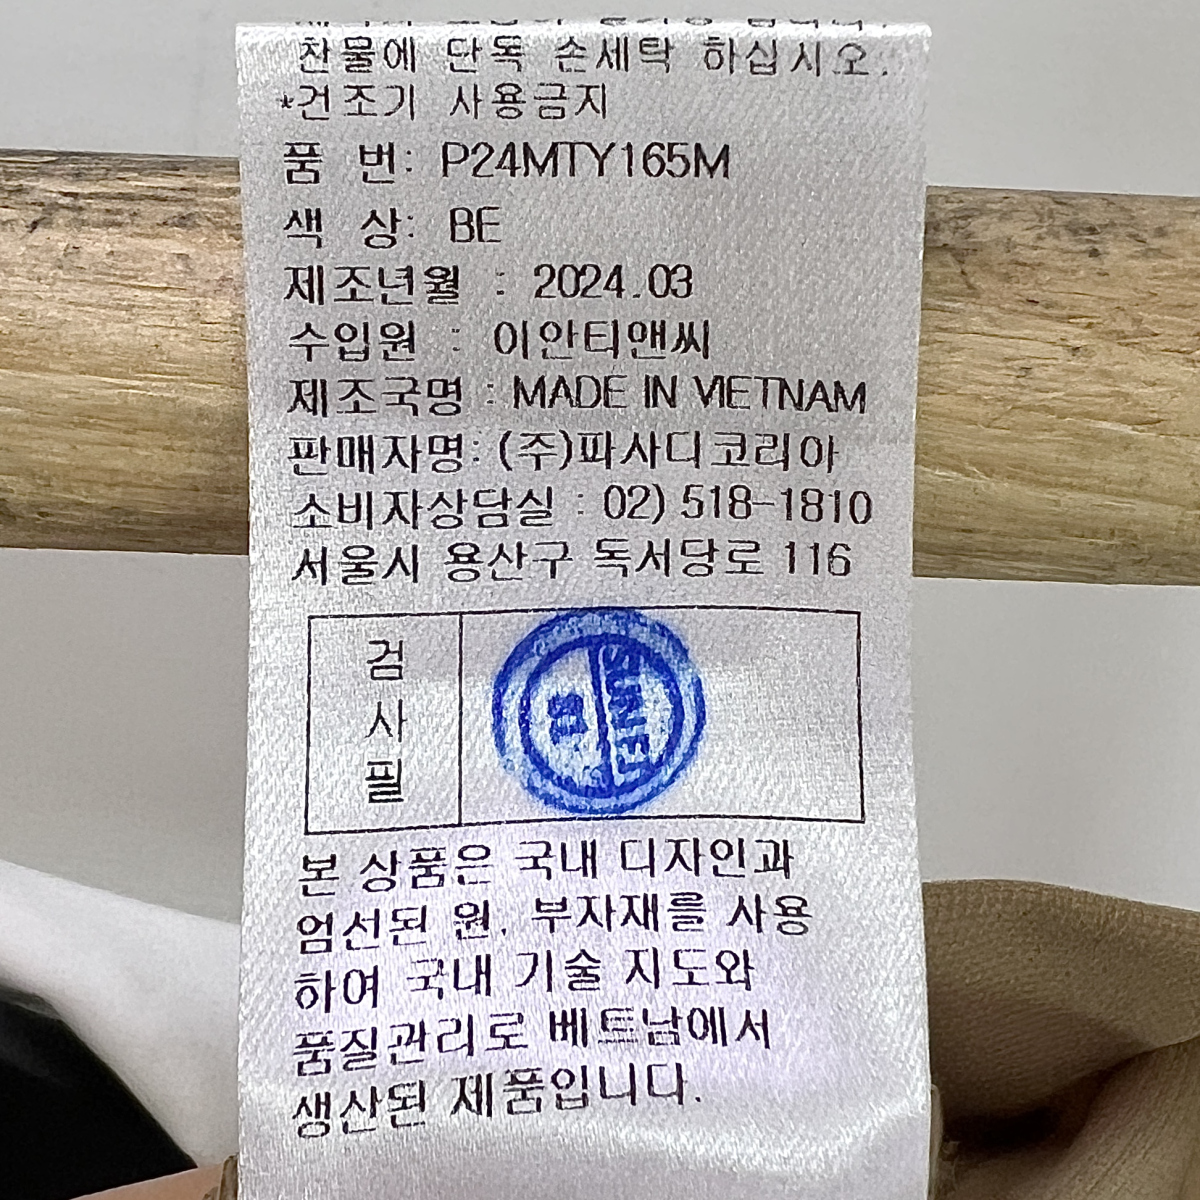 찬물에 단독 손세탁 하십시오.
*건조기 사용금지
품 번: P24MTY165M
색 상: BE
제조년월 : 2024.03
수입원 : 이안티앤씨
제조국명 : MADE IN VIETNAM
판매자명: (주)파사디코리아
소비자상담실 : 02) 518-1810
서울시 용산구 독서당로 116
검
사
필
본 상품은 국내 디자인과
엄선된 원, 부자재를 사용
하여 국내 기술 지도와
품질관리로 베트남에서
생산된 제품입니다.